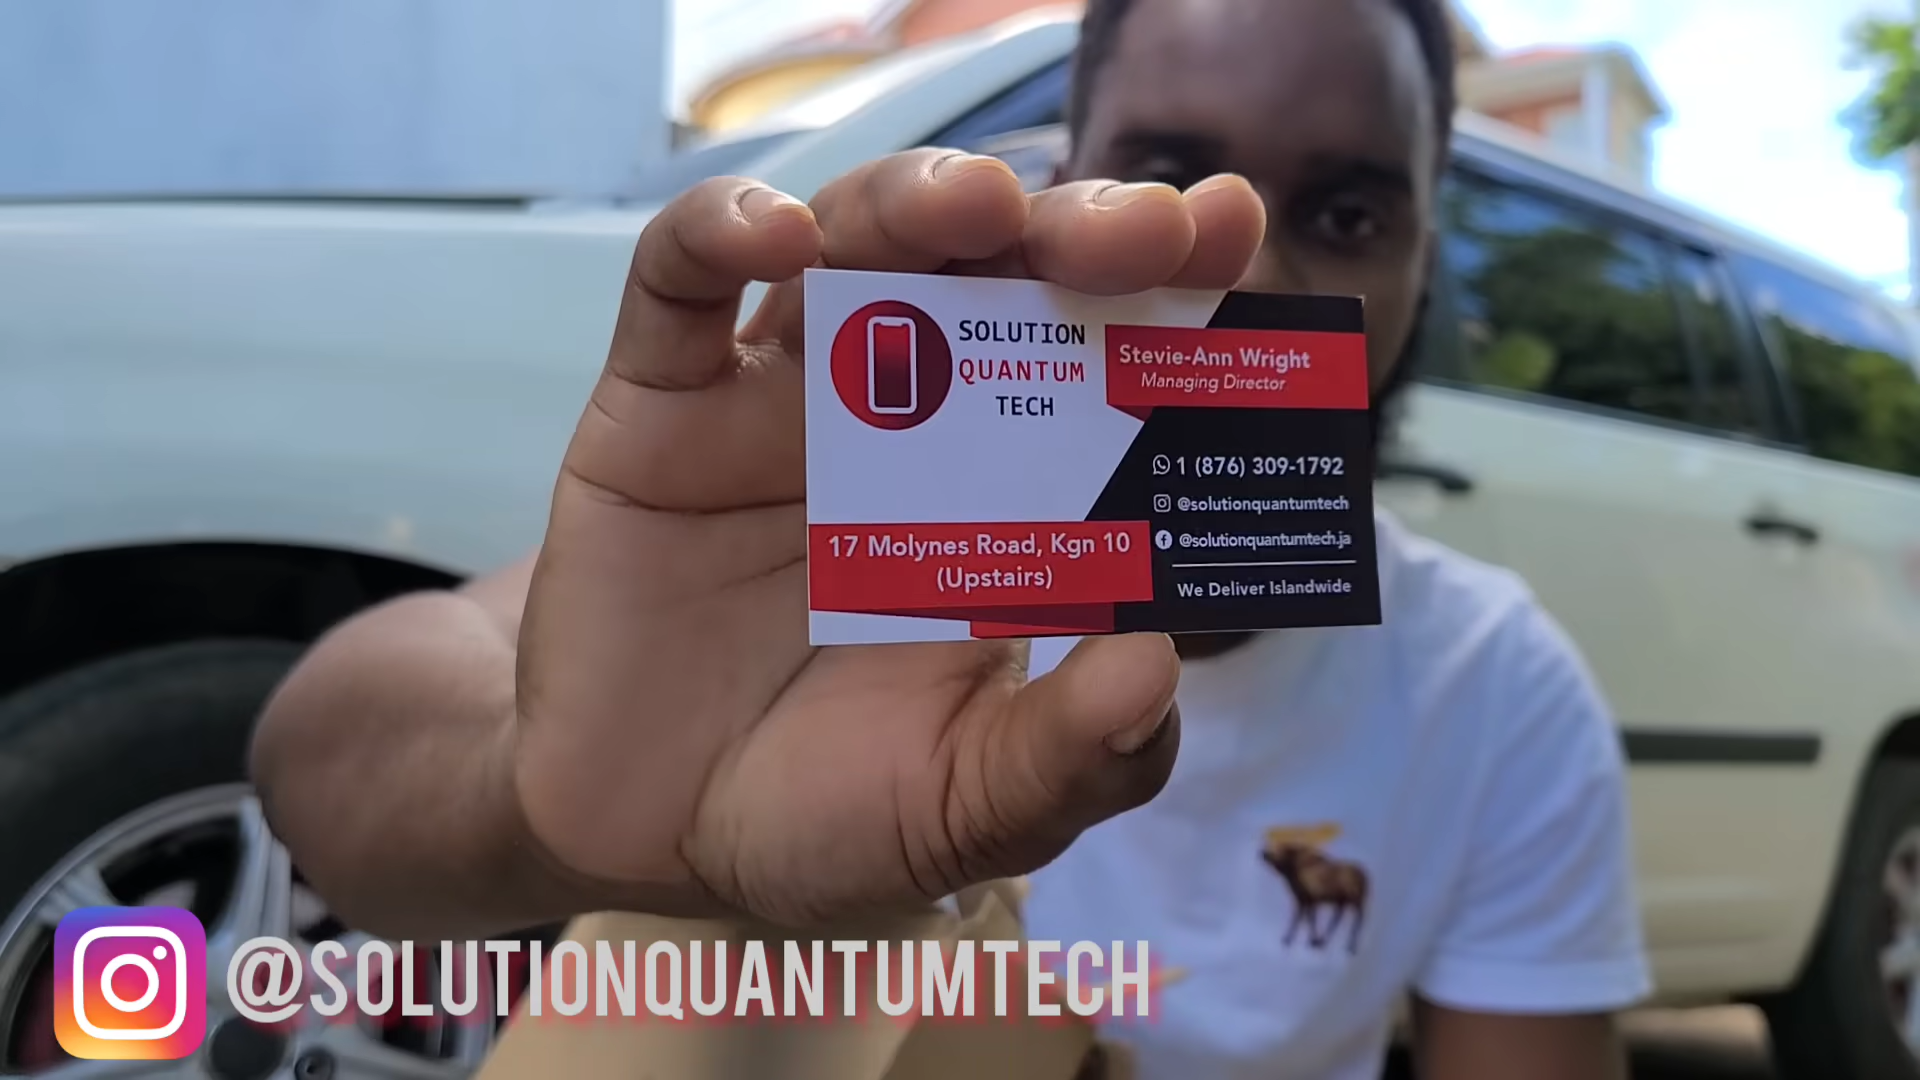 SOLUTION
QUANTUM
TECH
Stevie-Ann Wright
Managing Director
1 (876) 309-1792
@solutionquantumtech
@solutionquantumtech.ja
We Deliver Islandwide
17 Molynes Road, Kgn 10
(Upstairs)
@SOLUTIONQUANTUMTECH